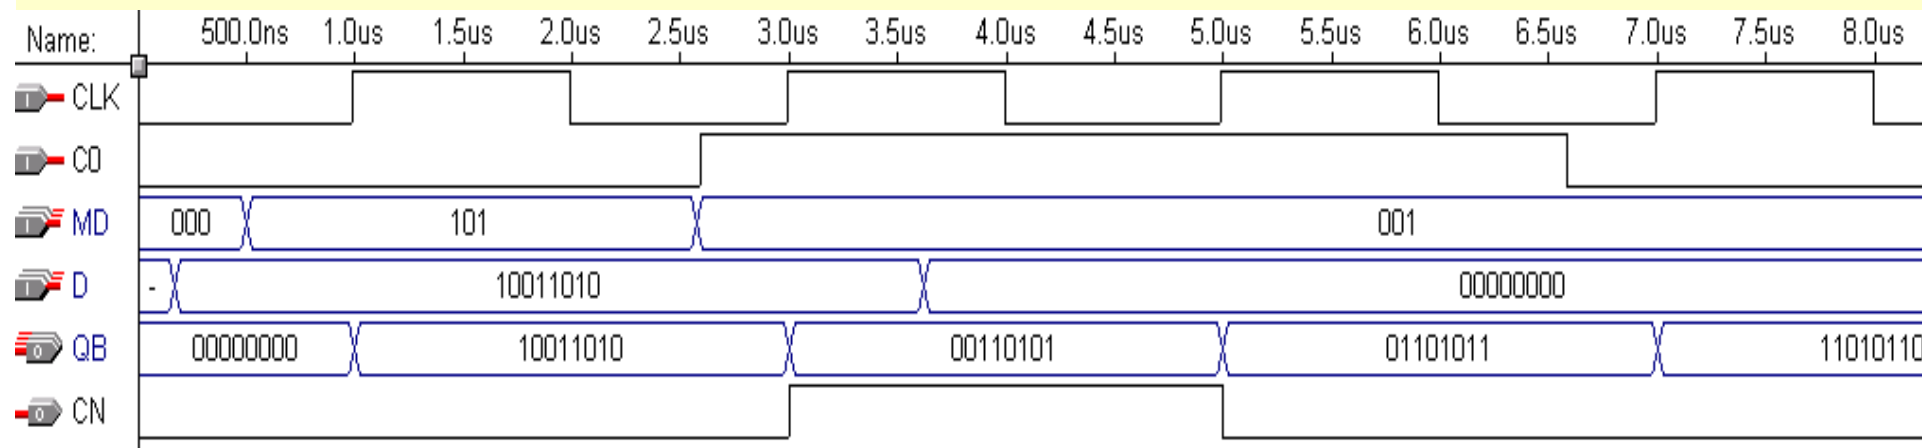 Name: 500.0ns 1.0us 1.5us 2.0us 2.5us 3.0us 3.5us 4.0us 4.5us 5.0us 5.5us 6.0us 6.5us 7.0us 7.5us 8.0us
I CLK
I C0
I MD 000 101 001
I D - 10011010 00000000
O QB 00000000 10011010 00110101 01101011 11010110
O CN